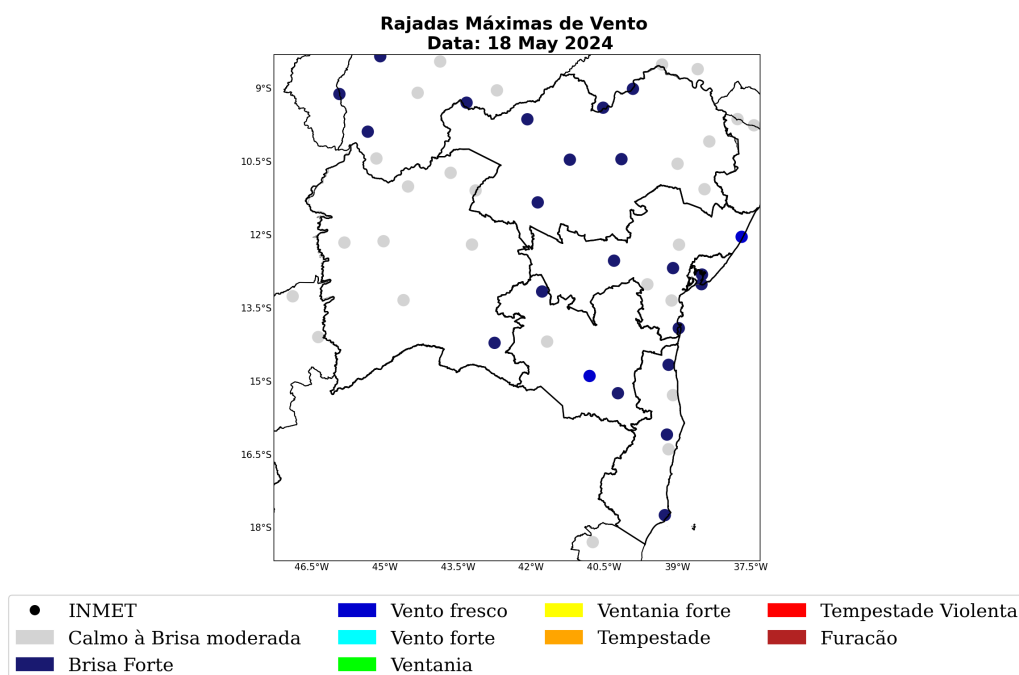 Rajadas Máximas de Vento
Data: 18 May 2024
9°S
10.5°S
12°S
13.5°S
15°S
16.5°S
18°S
46.5°W 45°W 43.5°W 42°W 40.5°W 39°W 37.5°W
INMET
Calmo à Brisa moderada
Brisa Forte
Vento fresco
Vento forte
Ventania
Ventania forte
Tempestade
Tempestade Violenta
Furacão